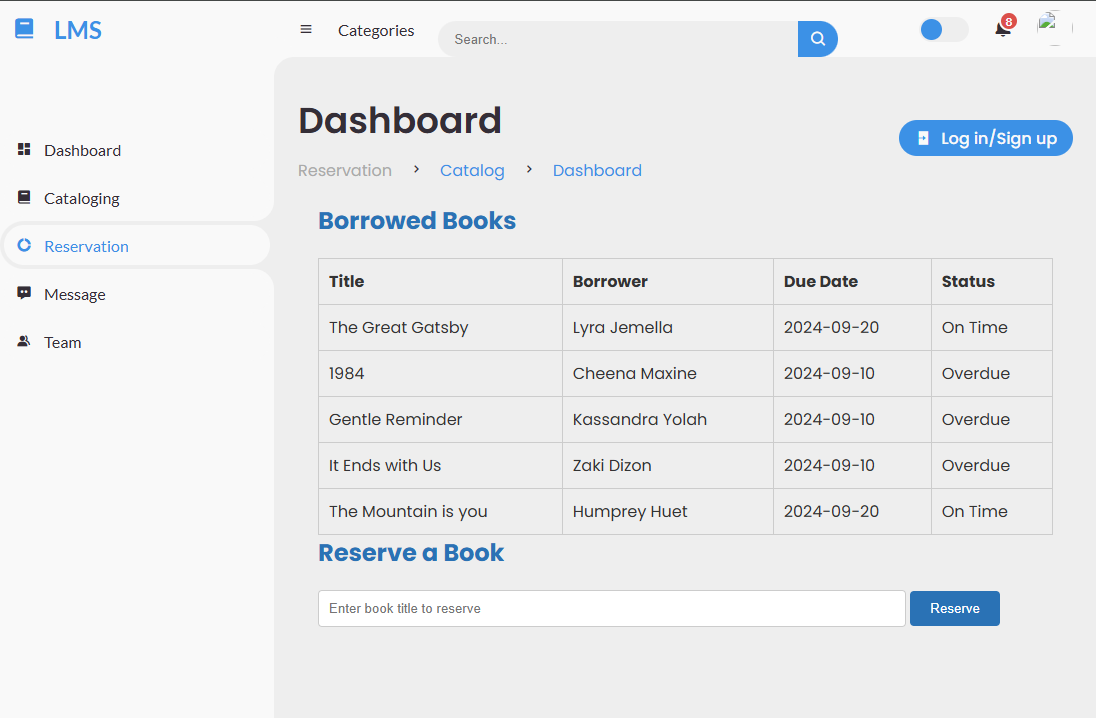 LMS
Categories
Search...
8
Dashboard
Cataloging
Reservation
Message
Team
Dashboard
Log in/Sign up
Reservation > Catalog > Dashboard
Borrowed Books
Title Borrower Due Date Status
The Great Gatsby Lyra Jemella 2024-09-20 On Time
1984 Cheena Maxine 2024-09-10 Overdue
Gentle Reminder Kassandra Yolah 2024-09-10 Overdue
It Ends with Us Zaki Dizon 2024-09-10 Overdue
The Mountain is you Humprey Huet 2024-09-20 On Time
Reserve a Book
Enter book title to reserve
Reserve